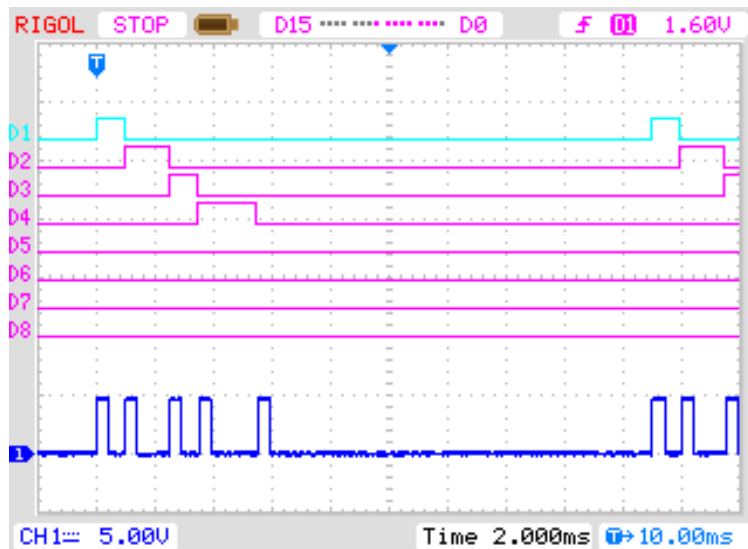 RIGOL STOP D15 D0 D1 1.60V
T
D1
D2
D3
D4
D5
D6
D7
D8
1
CH1 5.00V Time 2.000ms T→10.00ms